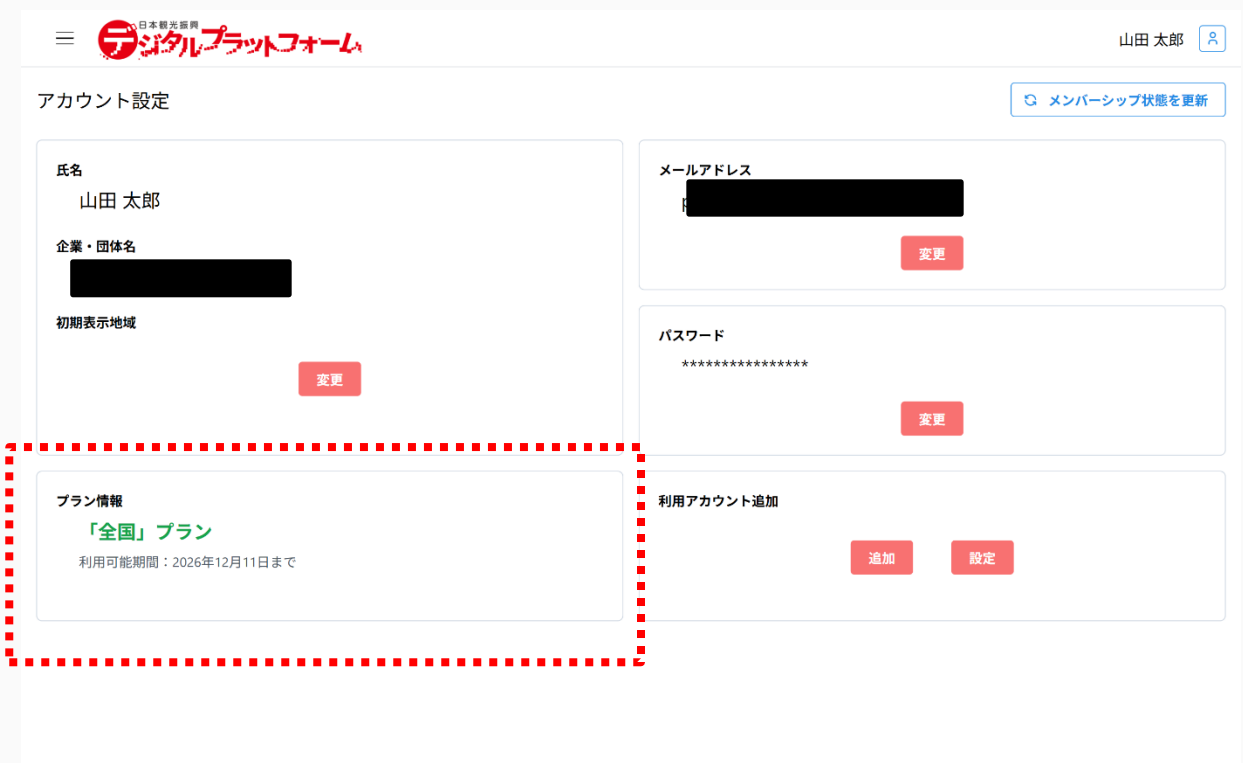 日本観光振興
デジタルプラットフォーム
山田 太郎
アカウント設定
メンバーシップ状態を更新
氏名
山田 太郎
企業・団体名
初期表示地域
変更
メールアドレス
変更
パスワード
****************
変更
プラン情報
「全国」プラン
利用可能期間：2026年12月11日まで
利用アカウント追加
追加
設定